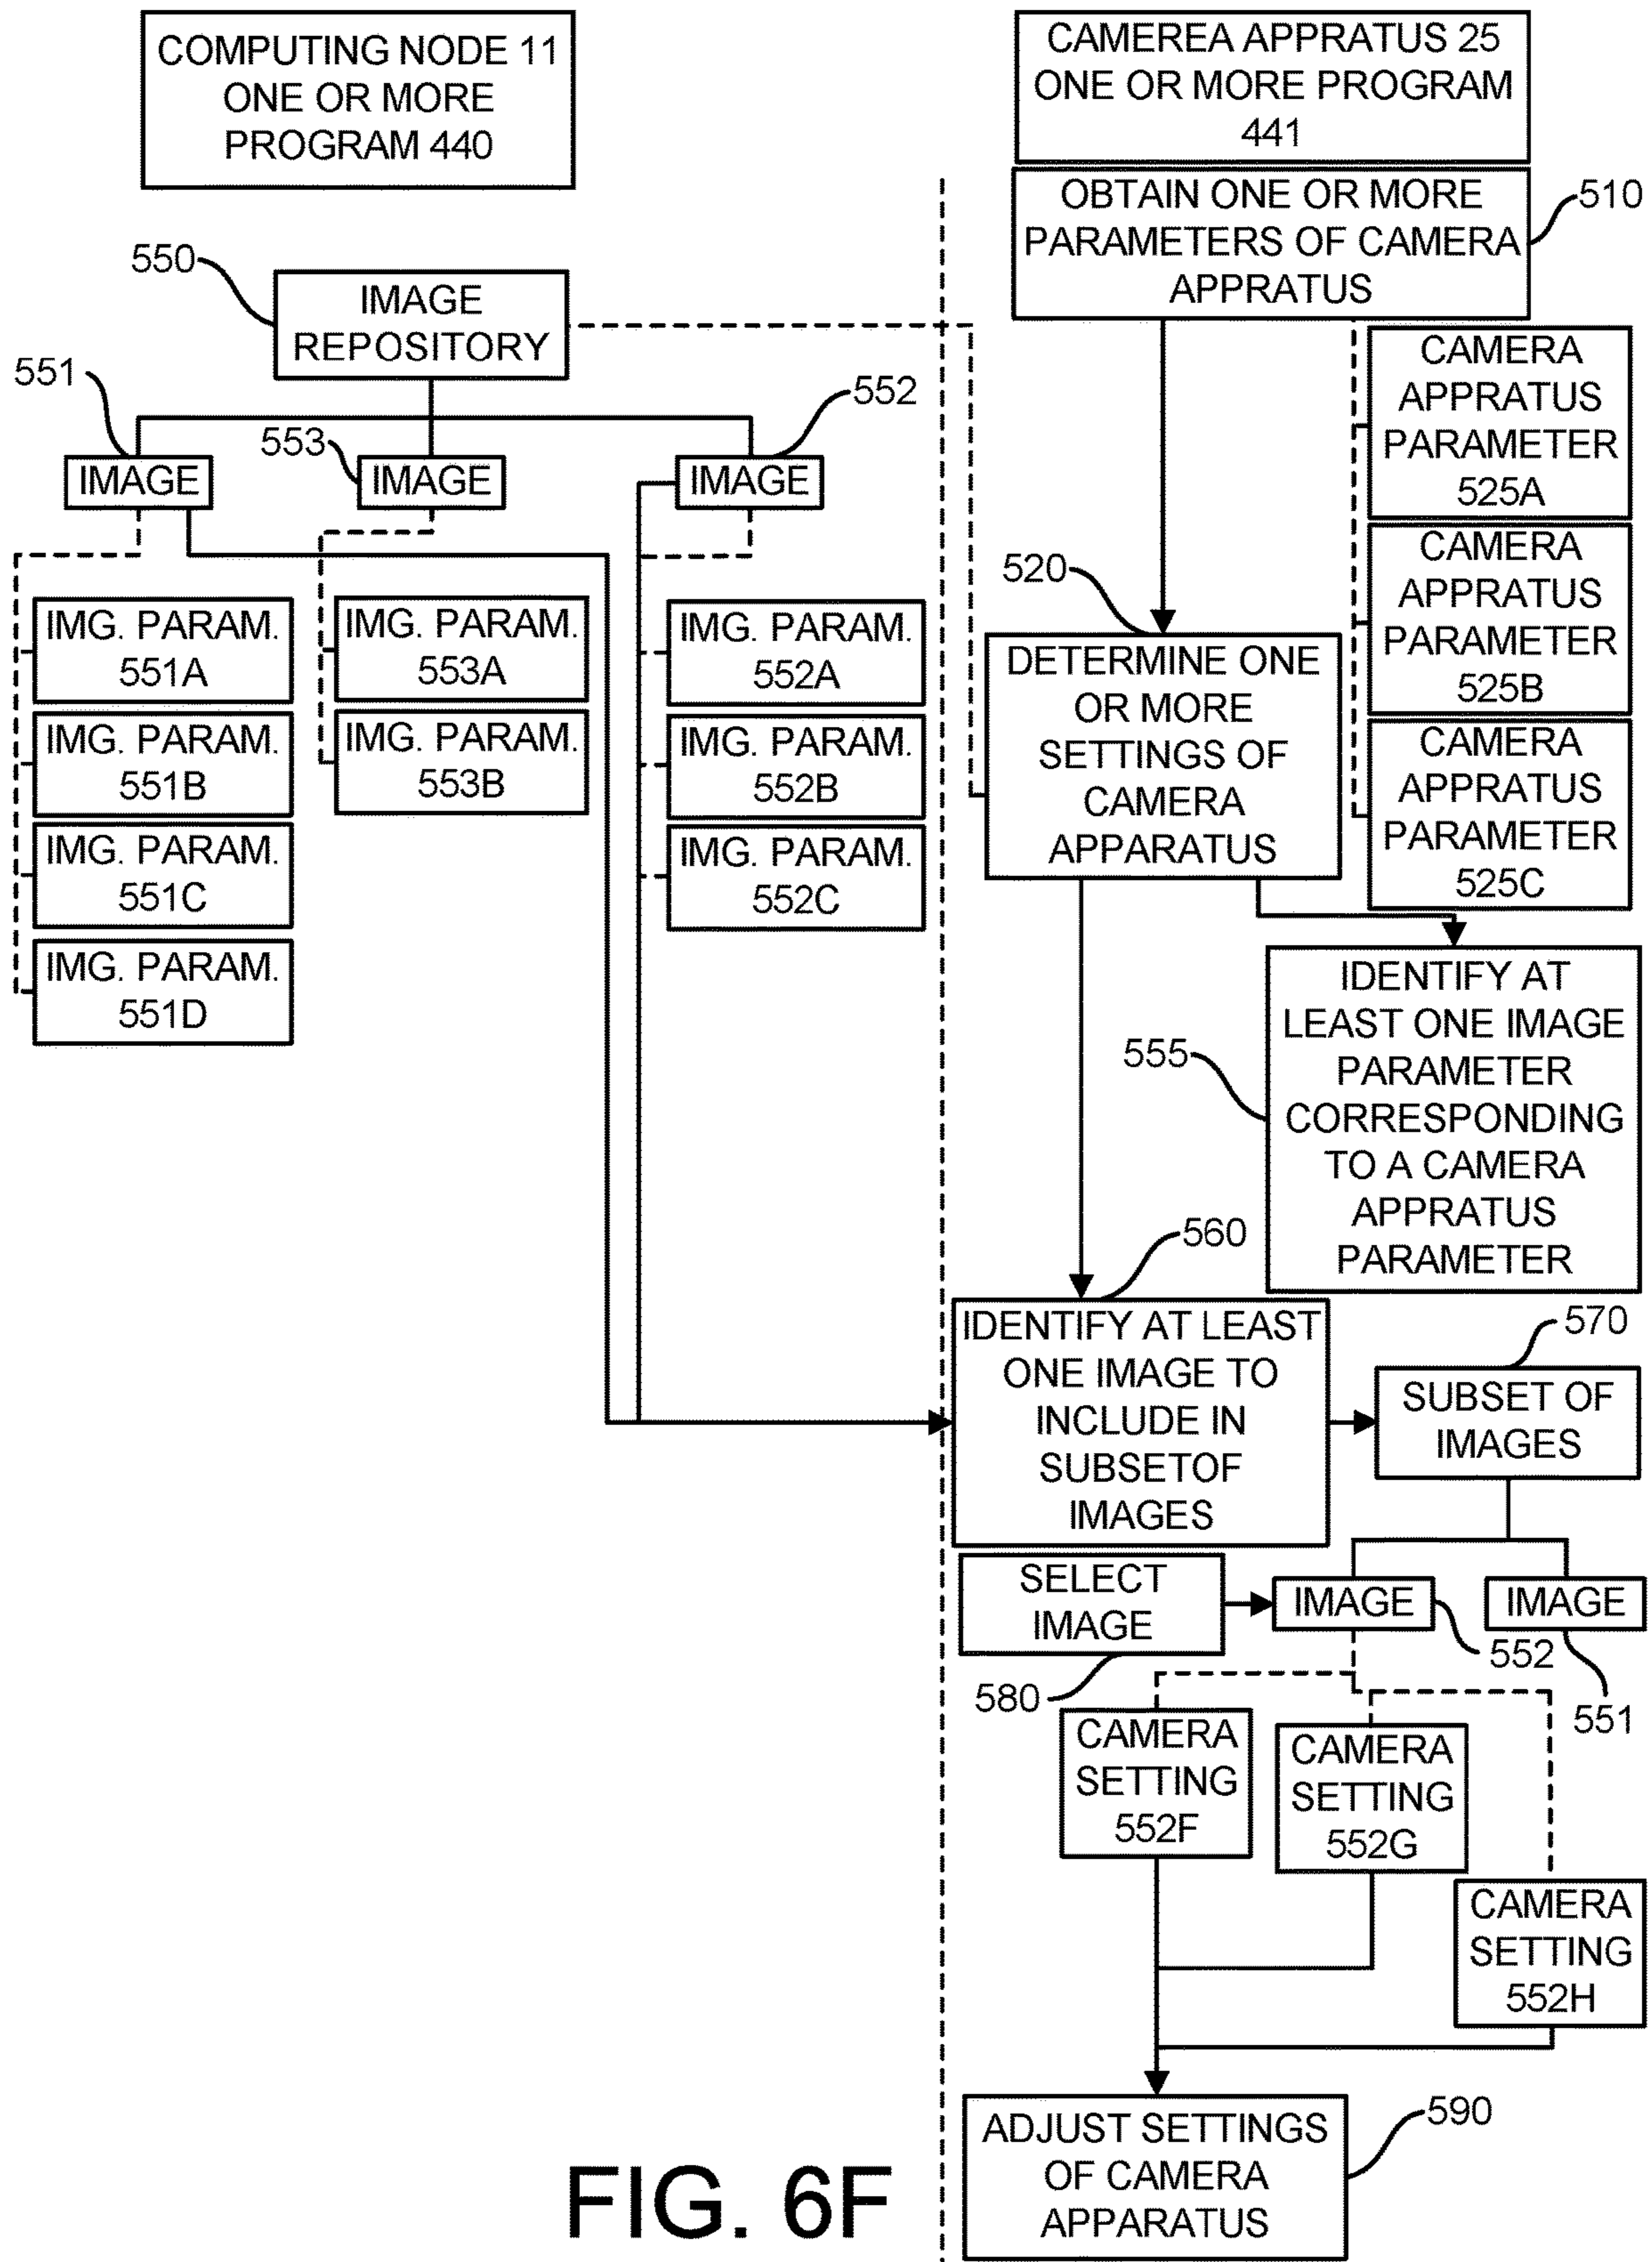 COMPUTING NODE 11
ONE OR MORE
PROGRAM 440
CAMEREA APPRATUS 25
ONE OR MORE PROGRAM
441
OBTAIN ONE OR MORE
PARAMETERS OF CAMERA
APPRATUS
510
550
IMAGE
REPOSITORY
551
553
552
IMAGE
IMAGE
IMAGE
IMG. PARAM.
551A
IMG. PARAM.
551B
IMG. PARAM.
551C
IMG. PARAM.
551D
IMG. PARAM.
553A
IMG. PARAM.
553B
IMG. PARAM.
552A
IMG. PARAM.
552B
IMG. PARAM.
552C
CAMERA
APPRATUS
PARAMETER
525A
CAMERA
APPRATUS
PARAMETER
525B
CAMERA
APPRATUS
PARAMETER
525C
520
DETERMINE ONE
OR MORE
SETTINGS OF
CAMERA
APPARATUS
555
IDENTIFY AT
LEAST ONE IMAGE
PARAMETER
CORRESPONDING
TO A CAMERA
APPRATUS
PARAMETER
560
IDENTIFY AT LEAST
ONE IMAGE TO
INCLUDE IN
SUBSETOF
IMAGES
570
SUBSET OF
IMAGES
SELECT
IMAGE
580
IMAGE
552
IMAGE
551
CAMERA
SETTING
552F
CAMERA
SETTING
552G
CAMERA
SETTING
552H
ADJUST SETTINGS
OF CAMERA
APPARATUS
590
FIG. 6F